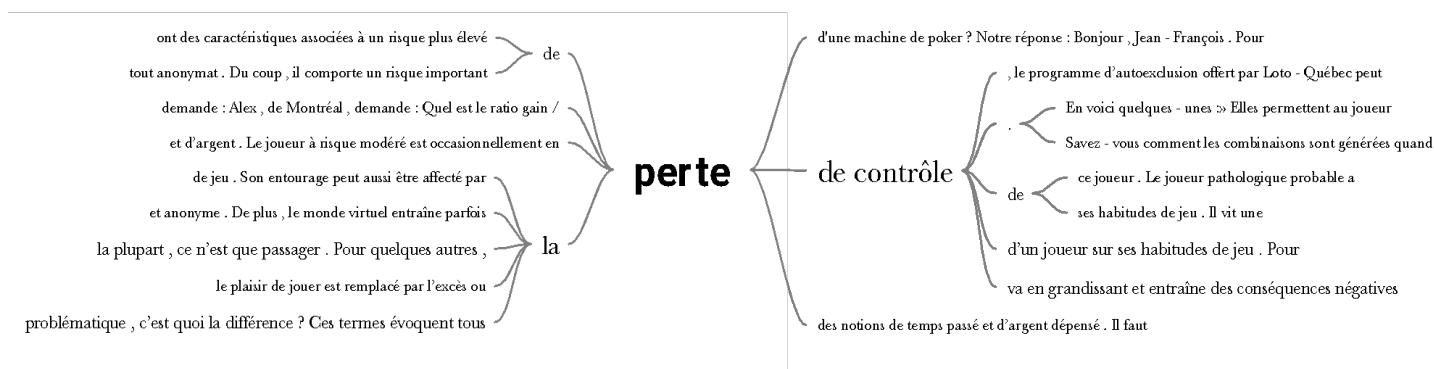 ont des caractéristiques associées à un risque plus élevé
tout anonymat . Du coup , il comporte un risque important
de
demande : Alex , de Montréal , demande : Quel est le ratio gain /
et d'argent . Le joueur à risque modéré est occasionnellement en
de jeu . Son entourage peut aussi être affecté par
et anonyme . De plus , le monde virtuel entraîne parfois
la plupart , ce n'est que passager . Pour quelques autres ,
le plaisir de jouer est remplacé par l'excès ou
problématique , c'est quoi la différence ? Ces termes évoquent tous
la
perte
d'une machine de poker ? Notre réponse : Bonjour , Jean - François . Pour
de contrôle
, le programme d'autoexclusion offert par Loto - Québec peut
.
En voici quelques - unes :» Elles permettent au joueur
Savez - vous comment les combinaisons sont générées quand
de
ce joueur . Le joueur pathologique probable a
ses habitudes de jeu . Il vit une
d'un joueur sur ses habitudes de jeu . Pour
va en grandissant et entraîne des conséquences négatives
des notions de temps passé et d'argent dépensé . Il faut